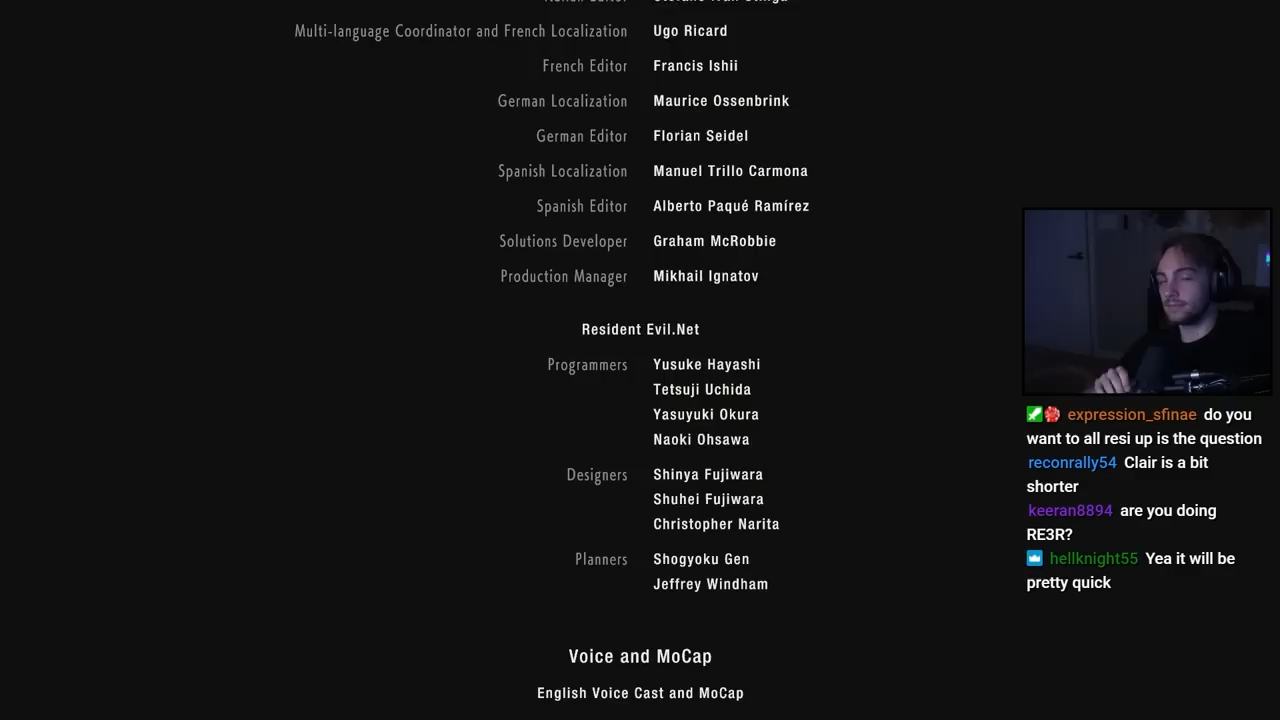 Multi-language Coordinator and French Localization Ugo Ricard
French Editor Francis Ishii
German Localization Maurice Ossenbrink
German Editor Florian Seidel
Spanish Localization Manuel Trillo Carmona
Spanish Editor Alberto Paqué Ramírez
Solutions Developer Graham McRobbie
Production Manager Mikhail Ignatov
Resident Evil.Net
Programmers Yusuke Hayashi
Tetsuji Uchida
Yasuyuki Okura
Naoki Ohsawa
Designers Shinya Fujiwara
Shuhei Fujiwara
Christopher Narita
Planners Shogyoku Gen
Jeffrey Windham
Voice and MoCap
English Voice Cast and MoCap
expression_sfinae do you
want to all resi up is the question
reconrally54 Clair is a bit
shorter
keeran8894 are you doing
RE3R?
hellknight55 Yea it will be
pretty quick